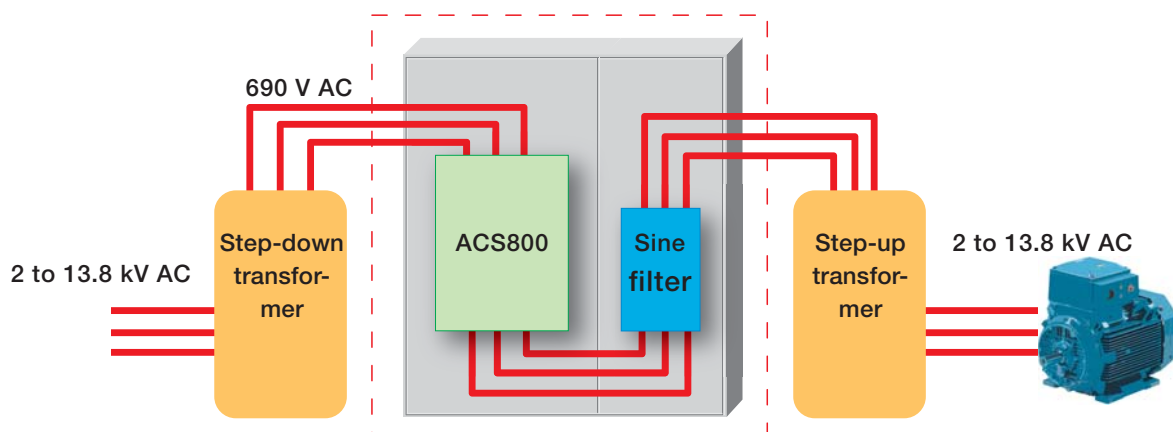 690 V AC
2 to 13.8 kV AC
Step-down
transfor-
mer
ACS800
Sine
filter
Step-up
transfor-
mer
2 to 13.8 kV AC